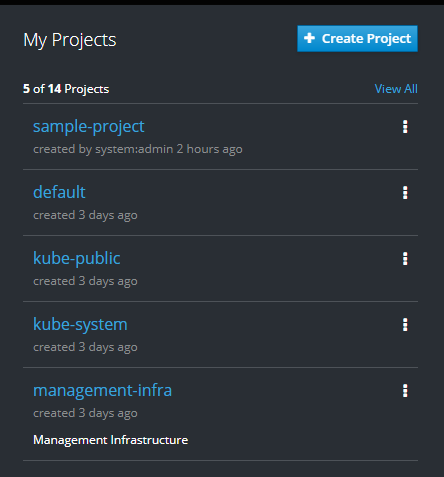 My Projects
+ Create Project
5 of 14 Projects
View All
sample-project
created by system:admin 2 hours ago
default
created 3 days ago
kube-public
created 3 days ago
kube-system
created 3 days ago
management-infra
created 3 days ago
Management Infrastructure